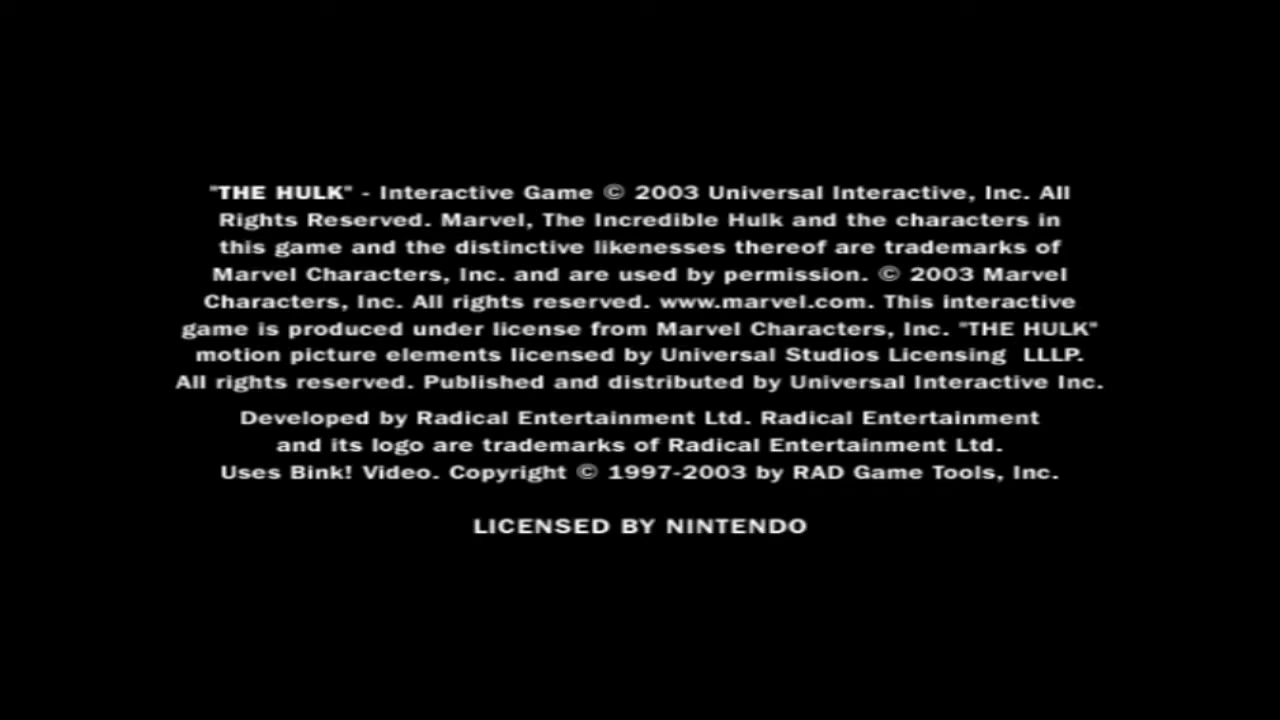 "THE HULK" - Interactive Game © 2003 Universal Interactive, Inc. All
Rights Reserved. Marvel, The Incredible Hulk and the characters in
this game and the distinctive likenesses thereof are trademarks of
Marvel Characters, Inc. and are used by permission. © 2003 Marvel
Characters, Inc. All rights reserved. www.marvel.com. This interactive
game is produced under license from Marvel Characters, Inc. "THE HULK"
motion picture elements licensed by Universal Studios Licensing LLLP.
All rights reserved. Published and distributed by Universal Interactive Inc.
Developed by Radical Entertainment Ltd. Radical Entertainment
and its logo are trademarks of Radical Entertainment Ltd.
Uses Bink! Video. Copyright © 1997-2003 by RAD Game Tools, Inc.
LICENSED BY NINTENDO